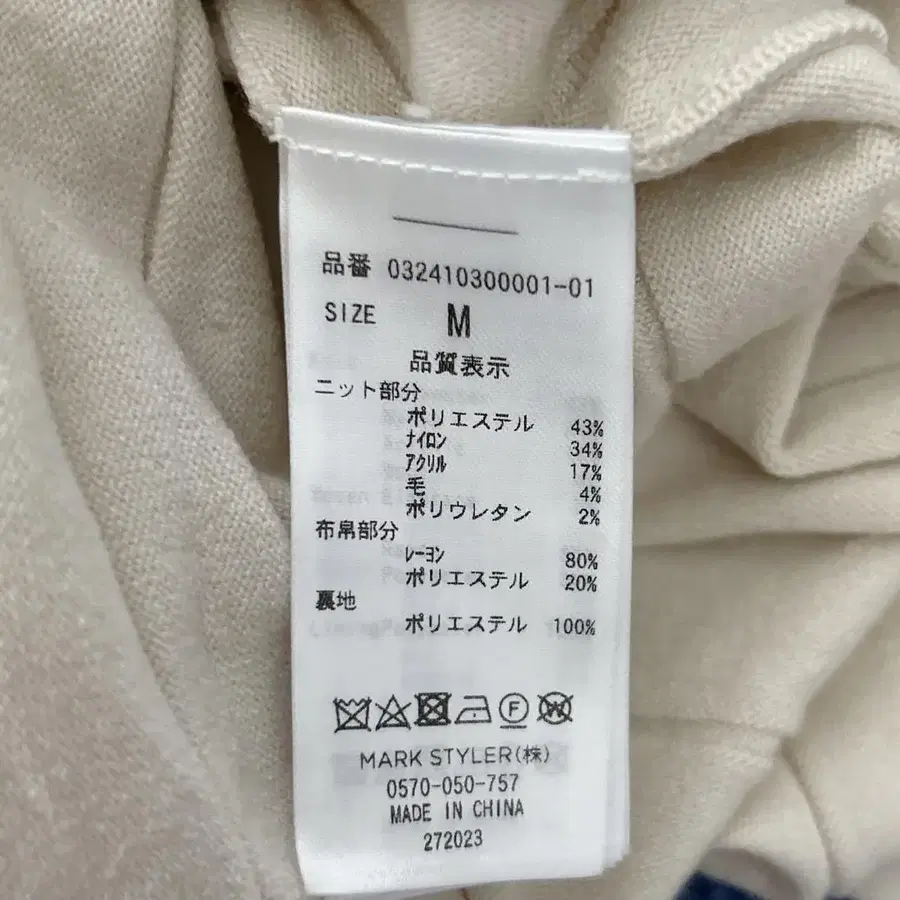 品番 032410300001-01
SIZE M
品質表示
ニット部分
ポリエステル 43%
ナイロン 34%
アクリル 17%
毛 4%
ポリウレタン 2%
布帛部分
レーヨン 80%
ポリエステル 20%
裏地
ポリエステル 100%
F W
MARK STYLER(株)
0570-050-757
MADE IN CHINA
272023